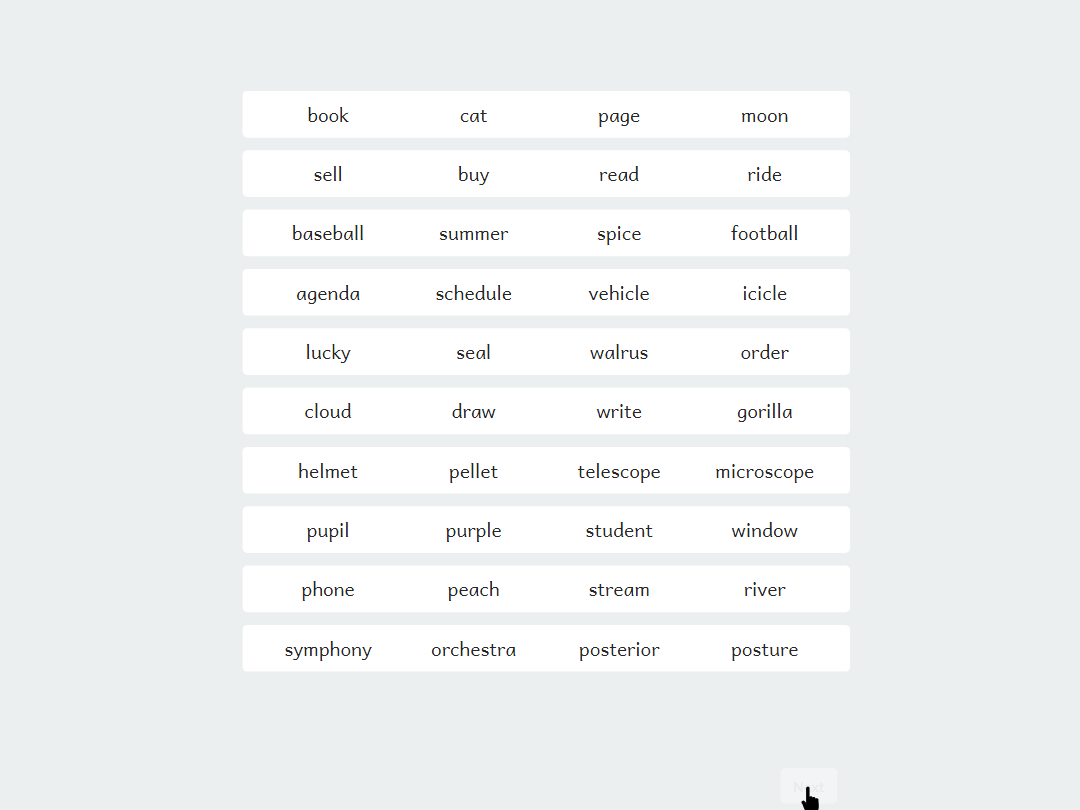 book cat page moon
sell buy read ride
baseball summer spice football
agenda schedule vehicle icicle
lucky seal walrus order
cloud draw write gorilla
helmet pellet telescope microscope
pupil purple student window
phone peach stream river
symphony orchestra posterior posture